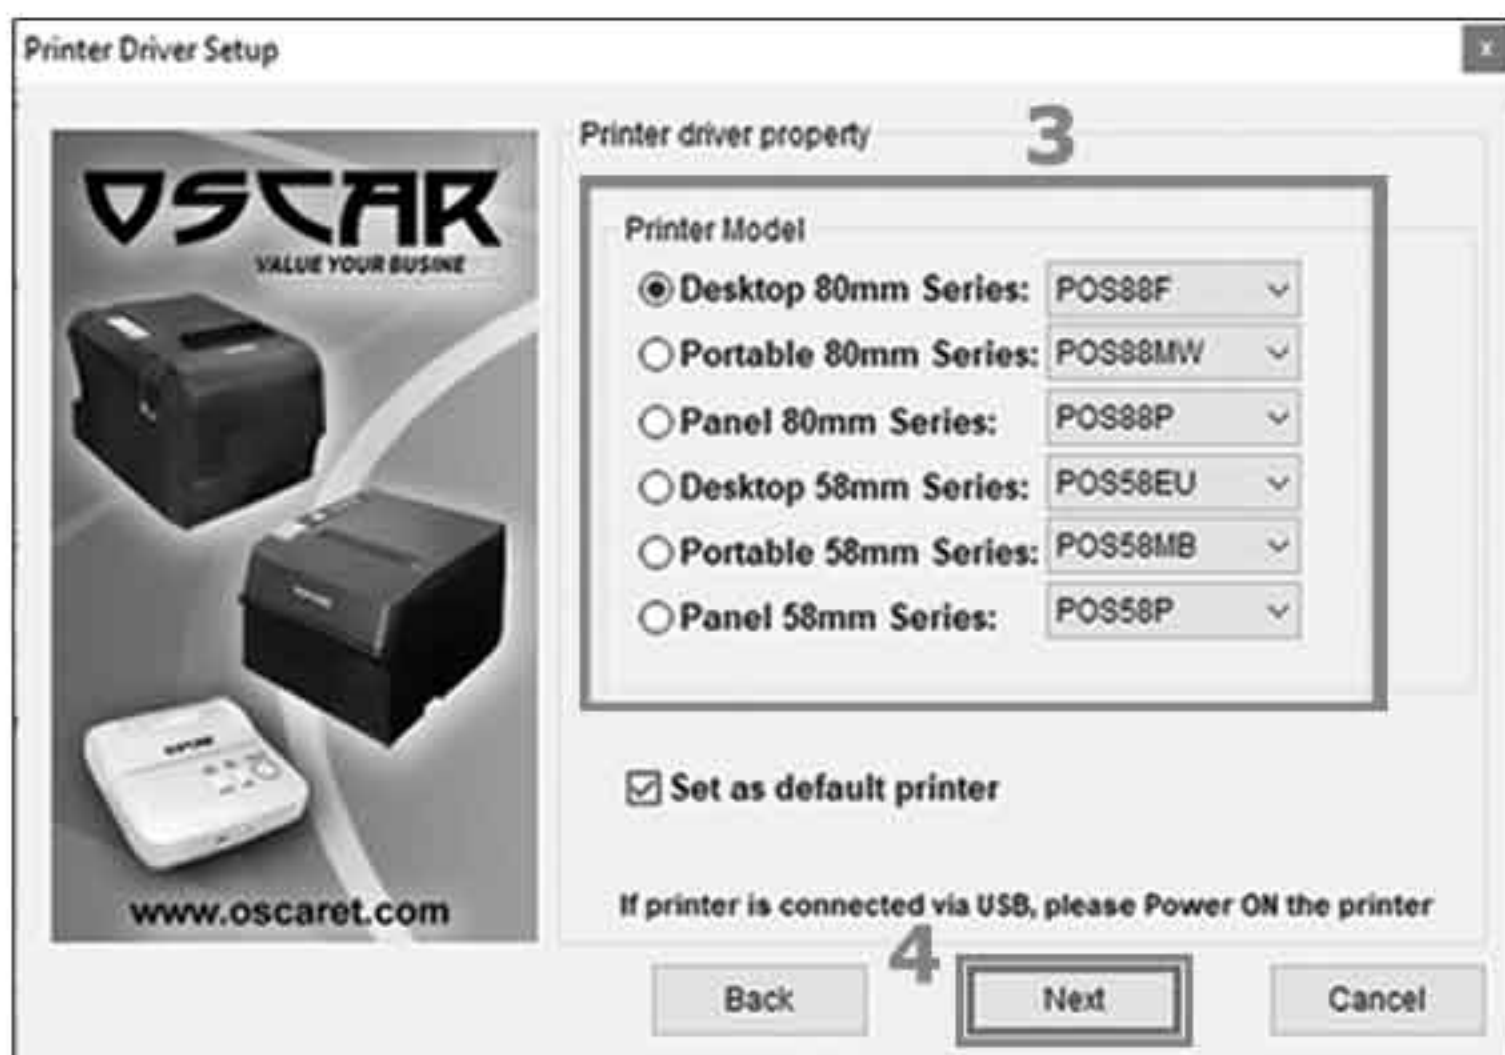 Printer Driver Setup
x
OSCAR
VALUE YOUR BUSINE
www.oscaret.com
Printer driver property
3
Printer Model
Desktop 80mm Series: POS88F
Portable 80mm Series: POS88MW
Panel 80mm Series: POS88P
Desktop 58mm Series: POS58EU
Portable 58mm Series: POS58MB
Panel 58mm Series: POS58P
Set as default printer
If printer is connected via USB, please Power ON the printer
4
Back
Next
Cancel